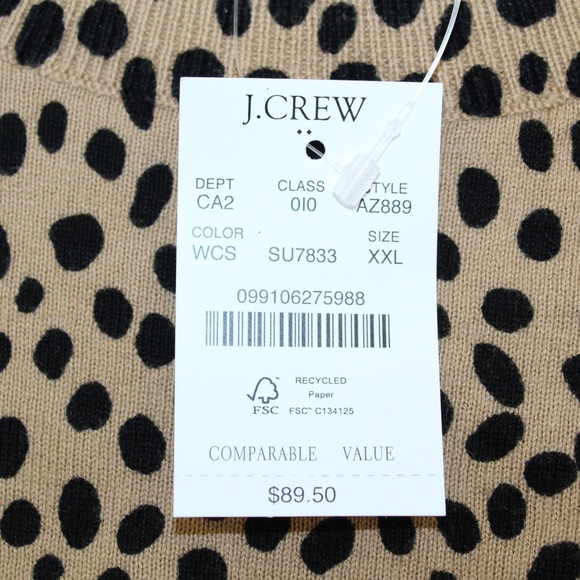 J.CREW
DEPT CLASS STYLE
CA2 010 AZ889
COLOR SIZE
WCS SU7833 XXL
099106275988
RECYCLED
Paper
FSC FSC™ C134125
COMPARABLE VALUE
$89.50